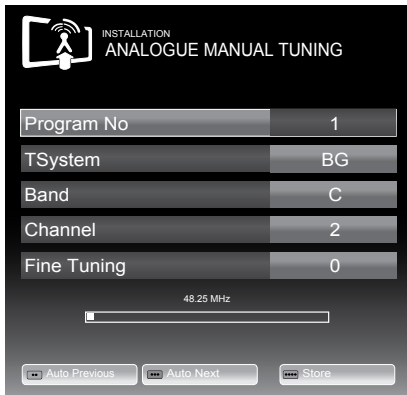 INSTALLATION
ANALOGUE MANUAL TUNING
Program No 1
TSystem BG
Band C
Channel 2
Fine Tuning 0
48.25 MHz
Auto Previous Auto Next Store